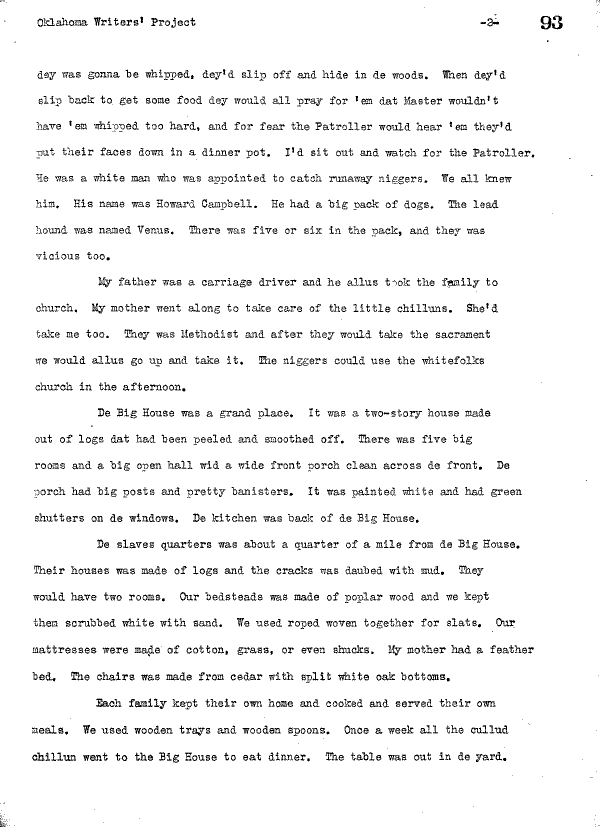 Oklahoma Writers' Project -2- 93
dey was gonna be whipped, dey'd slip off and hide in de woods. When dey'd
slip back to get some food dey would all pray for 'em dat Master wouldn't
have 'em whipped too hard, and for fear the Patroller would hear 'em they'd
put their faces down in a dinner pot. I'd sit out and watch for the Patroller.
He was a white man who was appointed to catch runaway niggers. We all knew
him. His name was Howard Campbell. He had a big pack of dogs. The lead
hound was named Venus. There was five or six in the pack, and they was
vicious too.
My father was a carriage driver and he allus took the family to
church. My mother went along to take care of the little chilluns. She'd
take me too. They was Methodist and after they would take the sacrament
we would allus go up and take it. The niggers could use the whitefolks
church in the afternoon.
De Big House was a grand place. It was a two-story house made
out of logs dat had been peeled and smoothed off. There was five big
rooms and a big open hall wid a wide front porch clean across de front. De
porch had big posts and pretty banisters. It was painted white and had green
shutters on de windows. De kitchen was back of de Big House.
De slaves quarters was about a quarter of a mile from de Big House.
Their houses was made of logs and the cracks was daubed with mud. They
would have two rooms. Our bedsteads was made of poplar wood and we kept
them scrubbed white with sand. We used roped woven together for slats. Our
mattresses were made of cotton, grass, or even shucks. My mother had a feather
bed. The chairs was made from cedar with split white oak bottoms.
Each family kept their own home and cooked and served their own
meals. We used wooden trays and wooden spoons. Once a week all the cullud
chillun went to the Big House to eat dinner. The table was out in de yard.